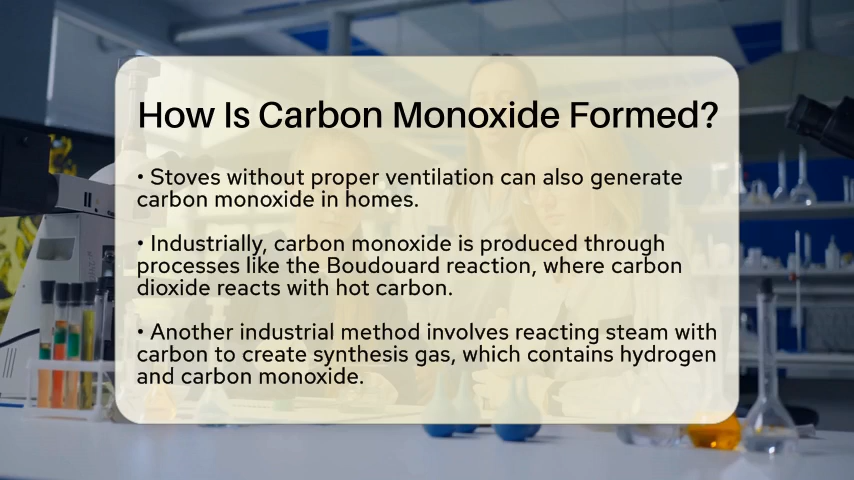 How Is Carbon Monoxide Formed?
• Stoves without proper ventilation can also generate
carbon monoxide in homes.
• Industrially, carbon monoxide is produced through
processes like the Boudouard reaction, where carbon
dioxide reacts with hot carbon.
• Another industrial method involves reacting steam with
carbon to create synthesis gas, which contains hydrogen
and carbon monoxide.